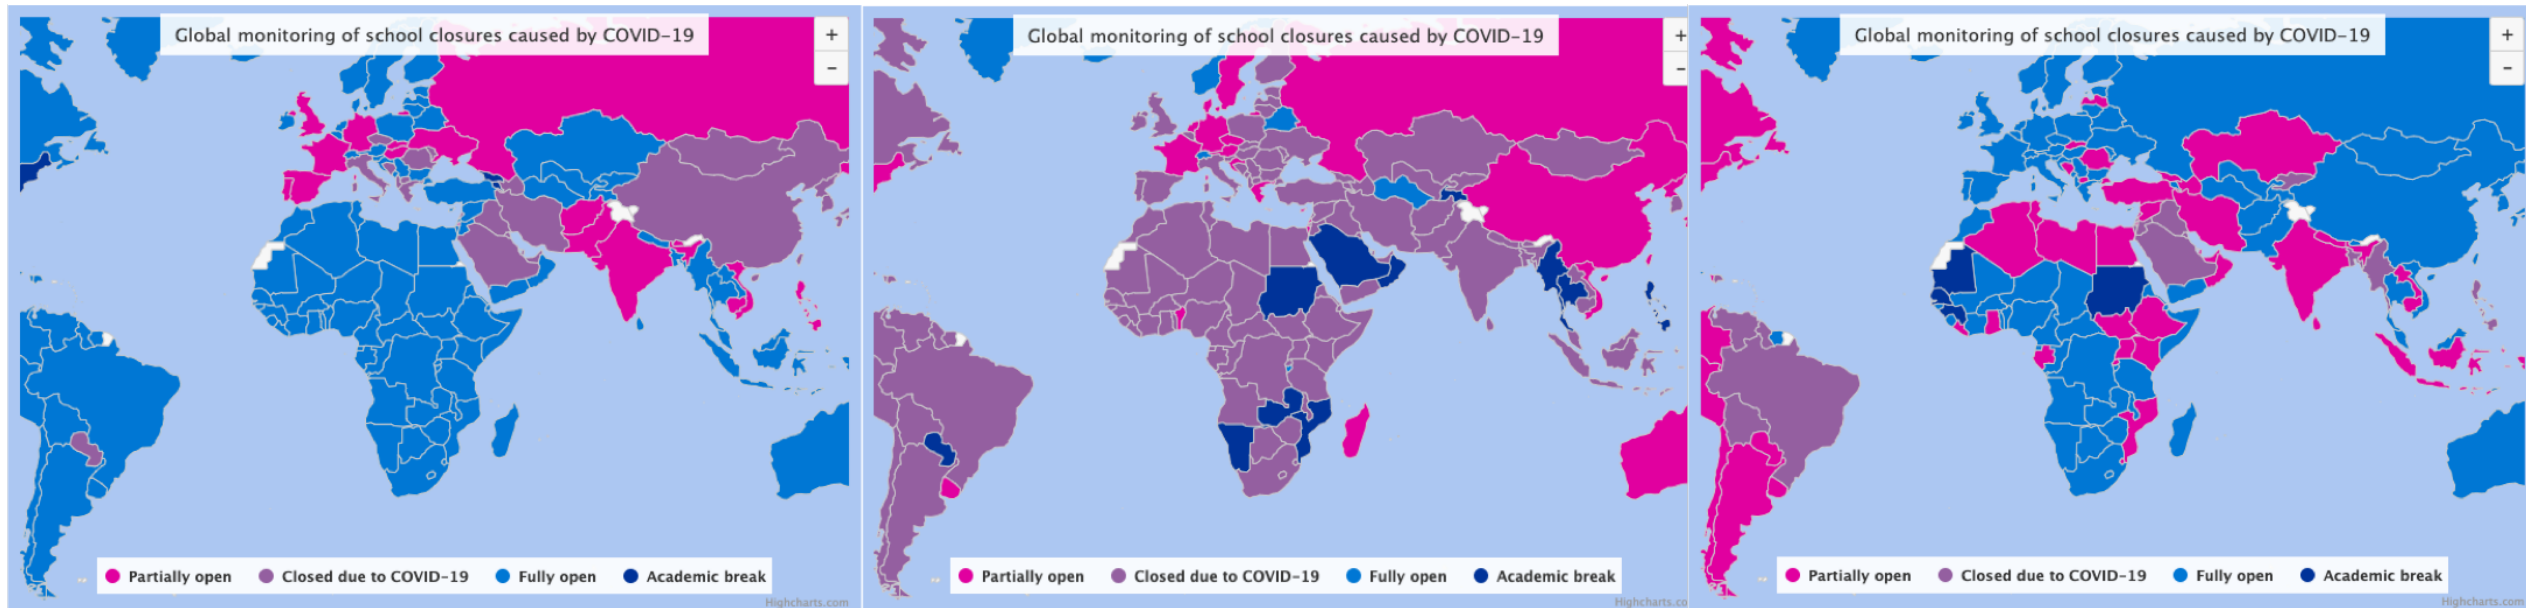 Global monitoring of school closures caused by COVID-19
+
−
Partially open Closed due to COVID-19 Fully open Academic break
Highcharts.com
Global monitoring of school closures caused by COVID-19
+
−
Partially open Closed due to COVID-19 Fully open Academic break
Highcharts.co
Global monitoring of school closures caused by COVID-19
+
−
Partially open Closed due to COVID-19 Fully open Academic break
Highcharts.com